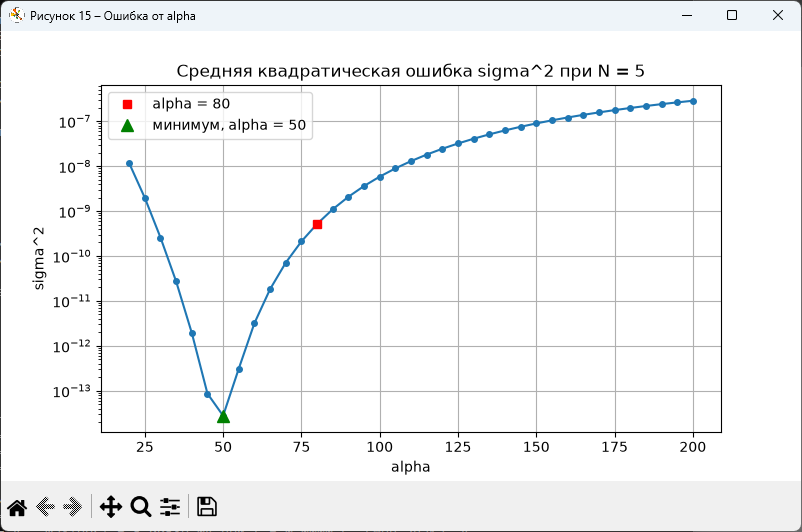 Рисунок 15 – Ошибка от alpha
Средняя квадратическая ошибка sigma^2 при N = 5
alpha = 80
минимум, alpha = 50
sigma^2
10⁻⁷
10⁻⁸
10⁻⁹
10⁻¹⁰
10⁻¹¹
10⁻¹²
10⁻¹³
25 50 75 100 125 150 175 200
alpha